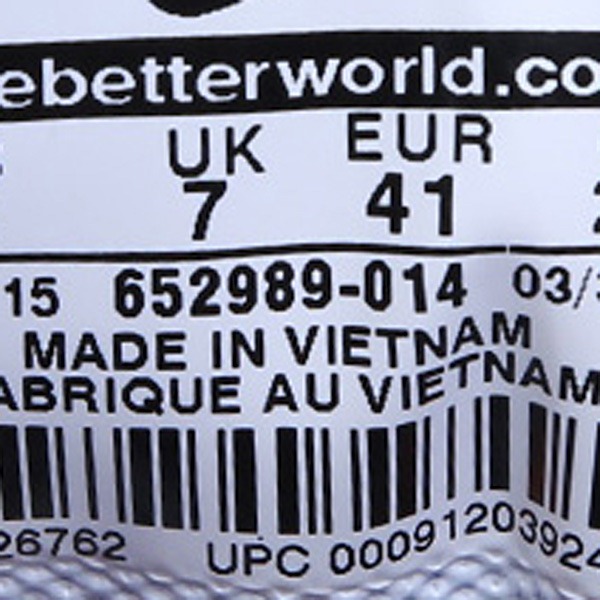 ebetterworld.co
UK EUR
7 41
15 652989-014 03/
MADE IN VIETNAM
ABRIQUE AU VIETNAM
26762 UPC 00091203924